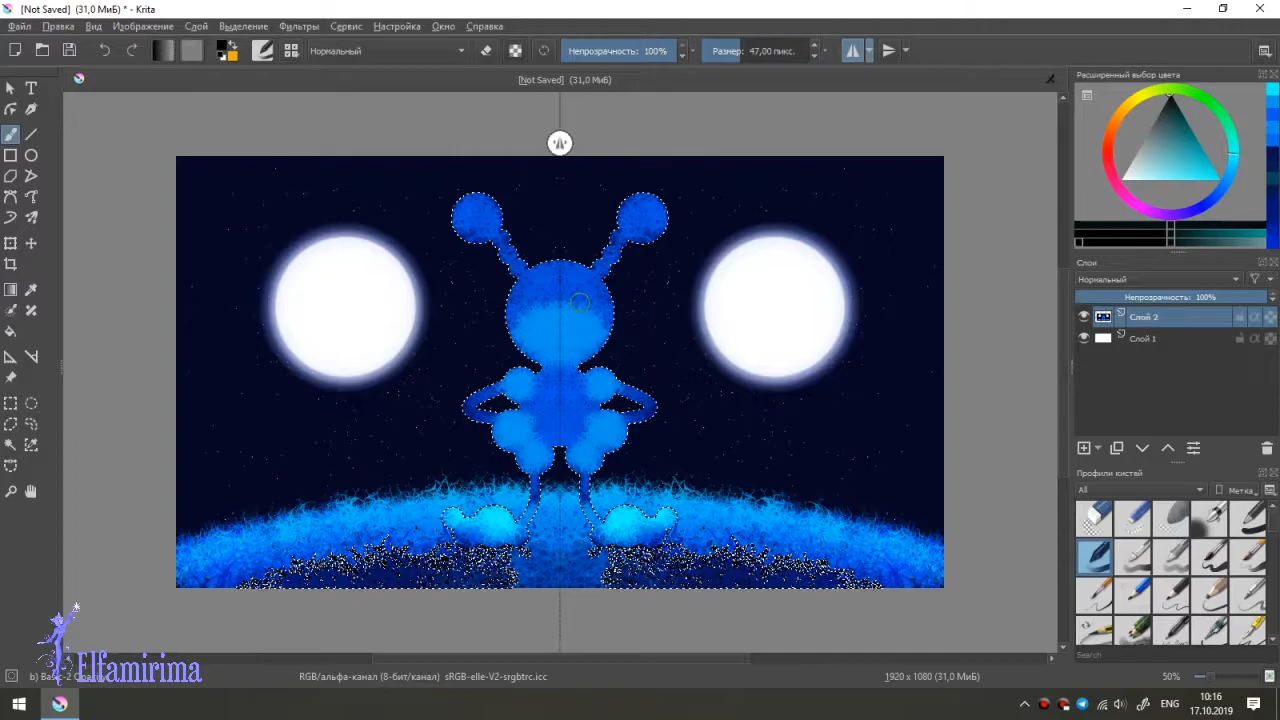 [Not Saved] (31,0 МиБ) * - Krita
Файл Правка Вид Изображение Слой Выделение Фильтры Сервис Настройка Окно Справка
Нормальный Непрозрачность: 100% Размер: 47,00 пикс.
[Not Saved] (31,0 МиБ)
Расширенный выбор цвета
Слои
Нормальный
Непрозрачность: 100%
Слой 2
Слой 1
Профили кистей
All Метка
Search
Elfamirima
RGB/альфа-канал (8-бит/канал) sRGB-elle-V2-srgbtrc.icc 1920 x 1080 (31,0 МиБ) 50%
10:16
ENG
17.10.2019